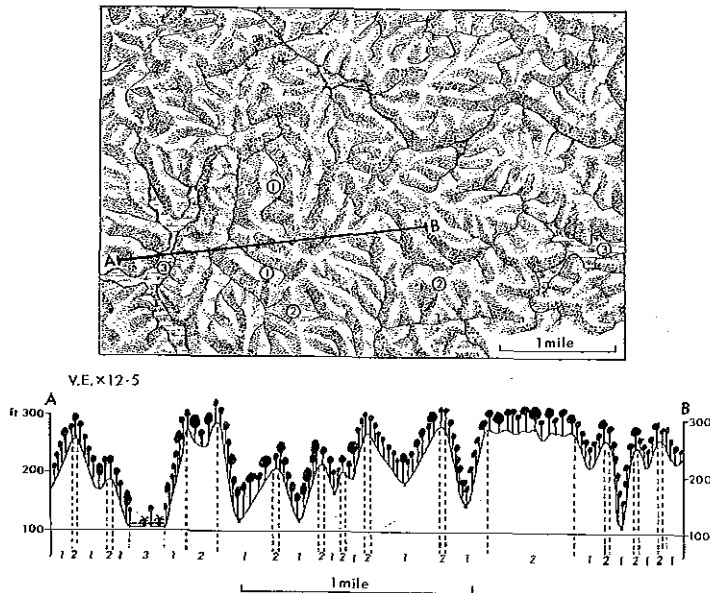 ①
B
③
A
③
①
②
②
1 mile
V.E. ×12·5
A B
ft 300 300
200 200
100 100
1 2 1 2 1 3 1 2 1 2 1 2 1 2 1 2 1 2 1 2 1 2 1 2 1 2 1
1 mile